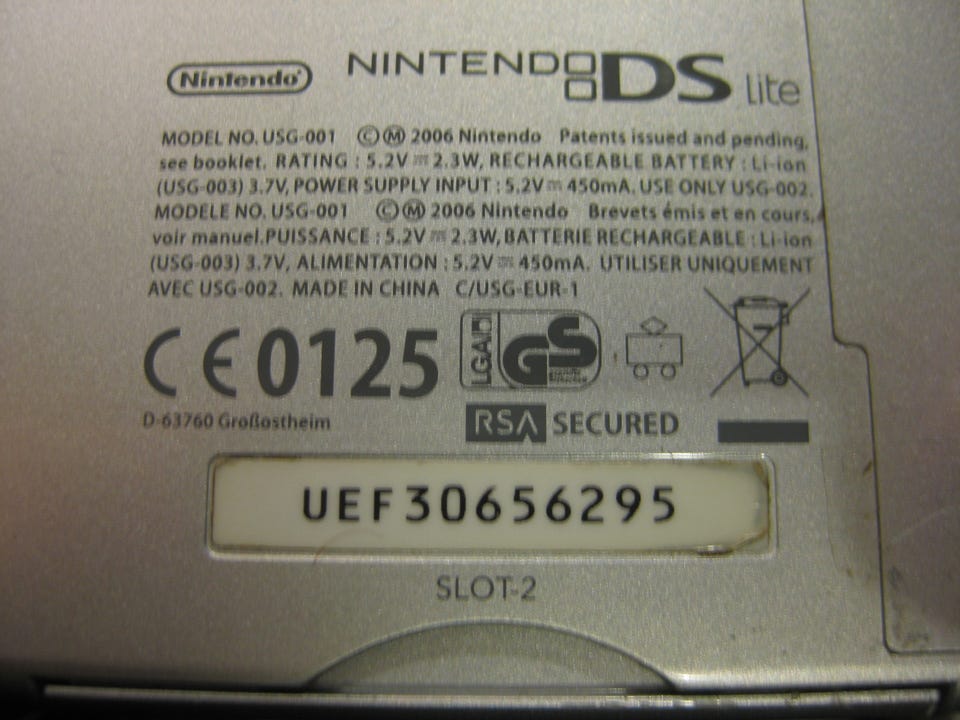 Nintendo®
NINTENDO DS lite
MODEL NO. USG-001 ©Ⓜ 2006 Nintendo Patents issued and pending,
see booklet. RATING : 5.2V ⎓ 2.3W, RECHARGEABLE BATTERY : Li-ion
(USG-003) 3.7V, POWER SUPPLY INPUT : 5.2V ⎓ 450mA. USE ONLY USG-002.
MODELE NO. USG-001 ©Ⓜ 2006 Nintendo Brevets émis et en cours,
voir manuel.PUISSANCE : 5.2V ⎓ 2.3W, BATTERIE RECHARGEABLE : Li-ion
(USG-003) 3.7V, ALIMENTATION : 5.2V ⎓ 450mA. UTILISER UNIQUEMENT
AVEC USG-002. MADE IN CHINA C/USG-EUR-1
CE 0125
LGAI
GS
D-63760 Großostheim
RSA SECURED
UEF30656295
SLOT-2